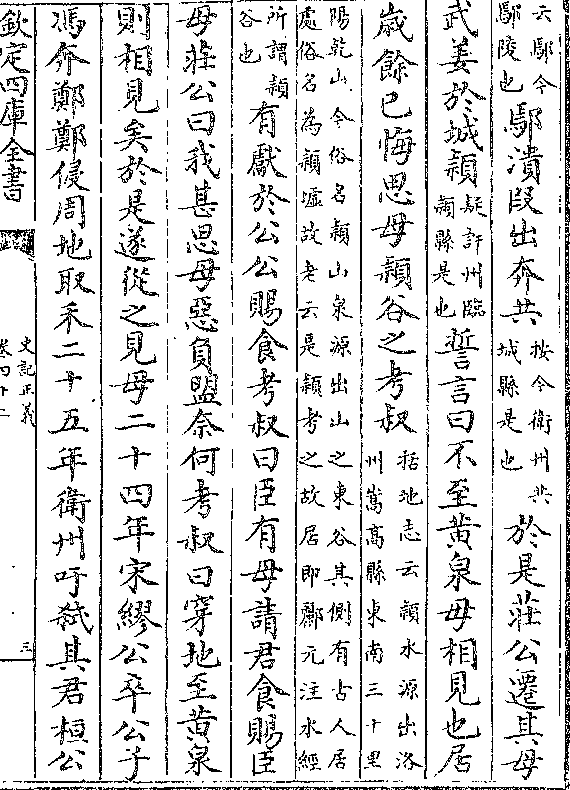 云鄢今
鄢陵也
鄢潰段出奔共
按今衛州共
城縣是也
於是莊公遷其母
武姜於城潁
疑許州臨
潁縣是也
誓言曰不至黃泉毋相見也居
歲餘已悔思母潁谷之考叔
括地志云潁水源出洛
州嵩高縣東南三十里
陽乾山今俗名潁山泉源出山之東谷其側有古人居
處俗名為潁墟故老云是潁考之故居即酈元注水經
所謂潁
谷也
有獻於公公賜食考叔曰臣有母請君食賜臣
母莊公曰我甚思母惡負盟奈何考叔曰穿地至黃泉
則相見矣於是遂從之見母二十四年宋繆公卒公子
馮奔鄭鄭侵周地取禾二十五年衛州吁弒其君桓公
欽定四庫全書
史記正義
卷四十二
三